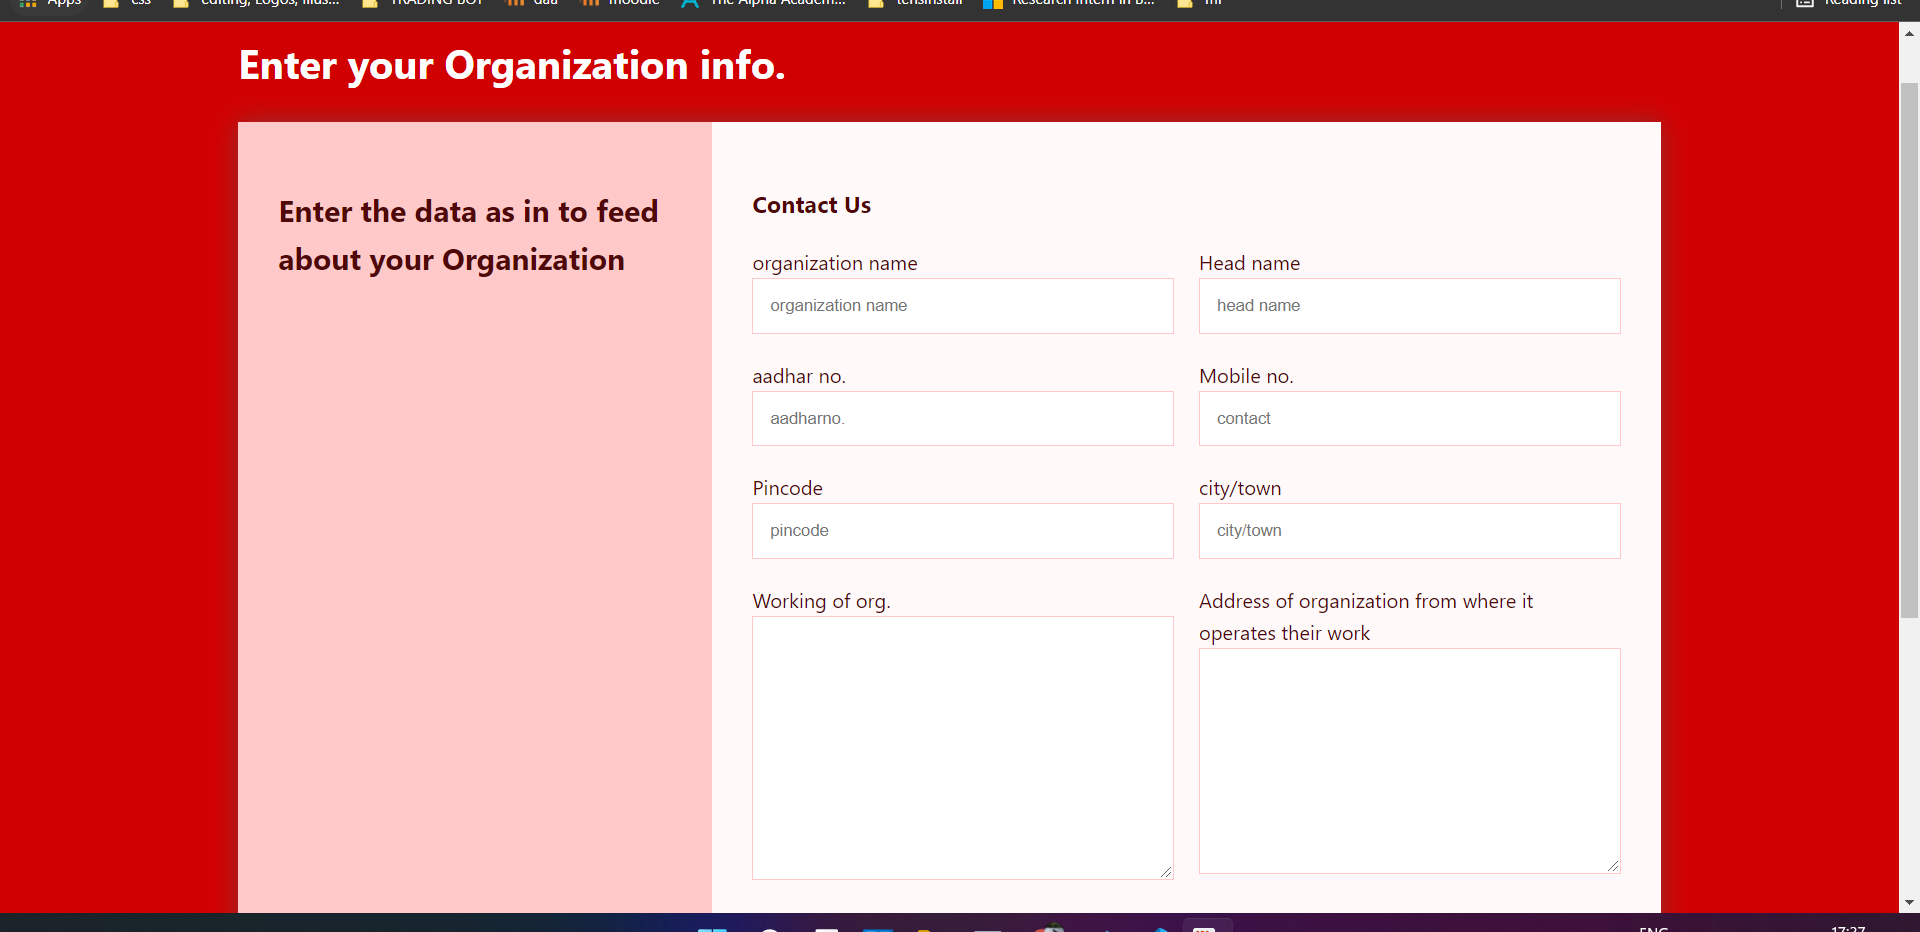 Apps css editing, Logos, illus... TRADING BOT daa moodle The Alpha Academ... tensinstall Research Intern in B... ml Reading list
Enter your Organization info.
Enter the data as in to feed
about your Organization
Contact Us
organization name Head name
organization name head name
aadhar no. Mobile no.
aadharno. contact
Pincode city/town
pincode city/town
Working of org. Address of organization from where it
operates their work
ENG 17:27